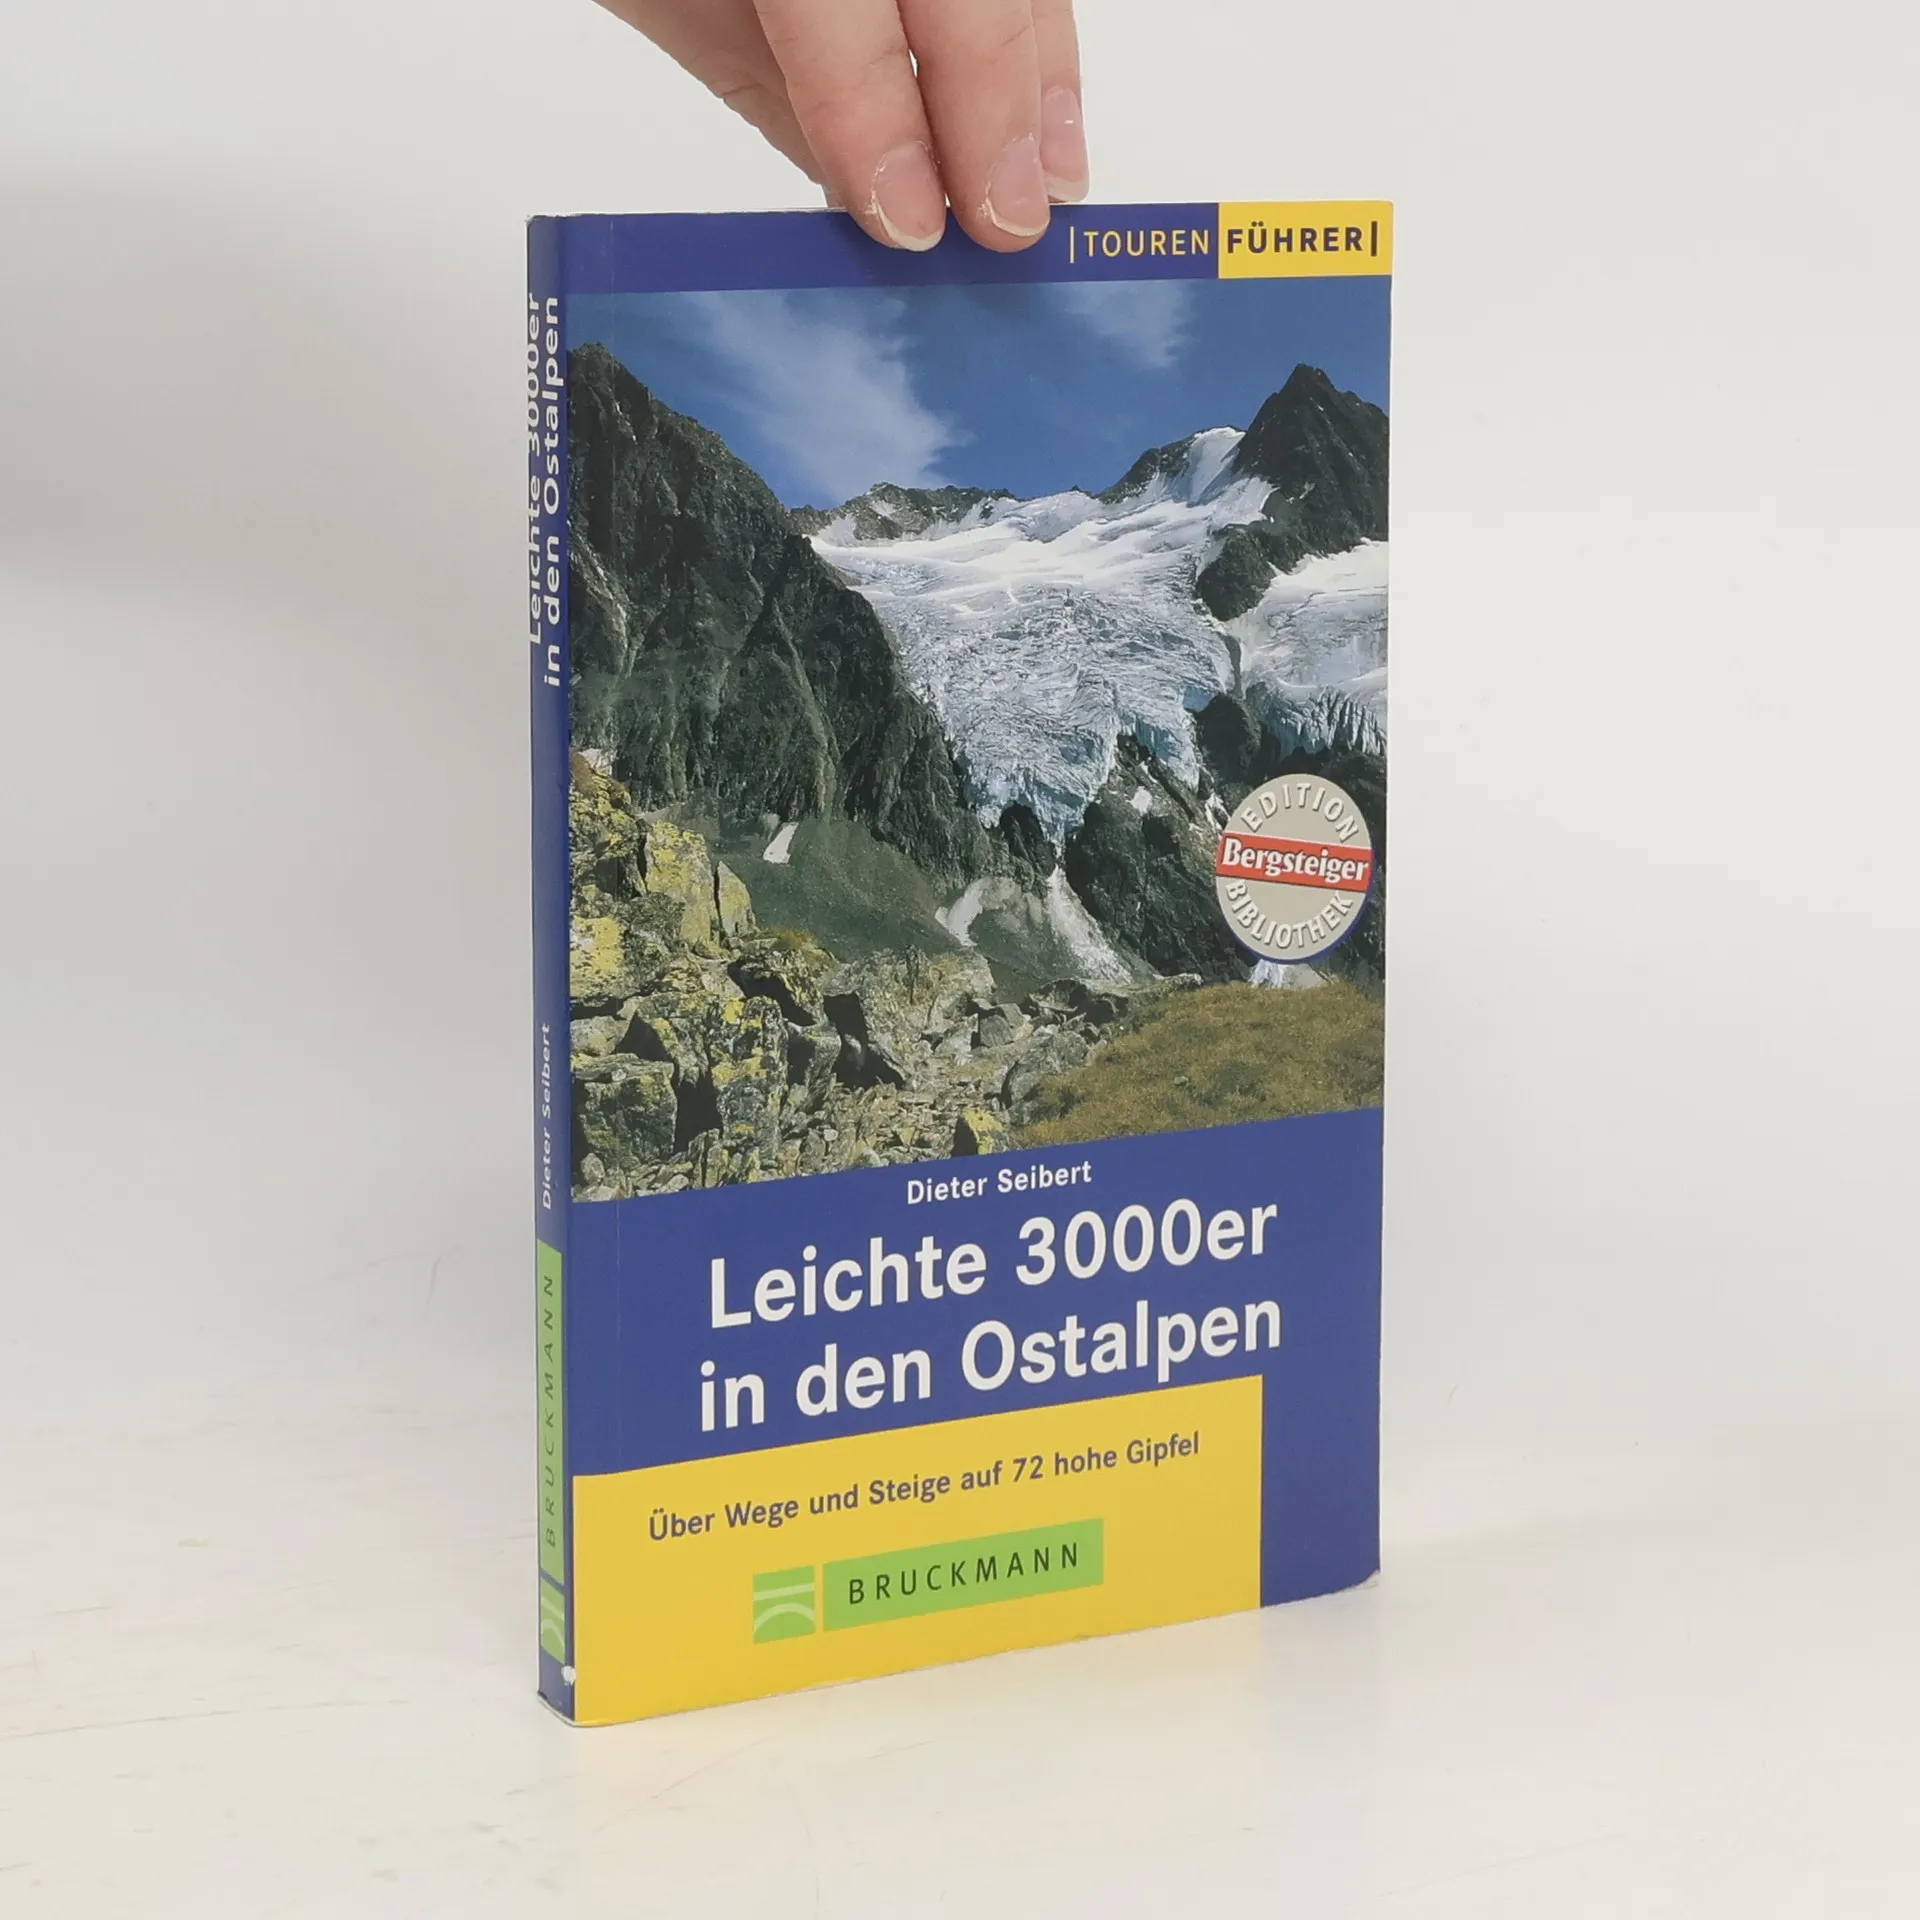 |TOUREN FÜHRER|
EDITION
Bergsteiger
BIBLIOTHEK
Dieter Seibert
Leichte 3000er
in den Ostalpen
Über Wege und Steige auf 72 hohe Gipfel
BRUCKMANN
Leichte 3000er
in den Ostalpen
Dieter Seibert
BRUCKMANN